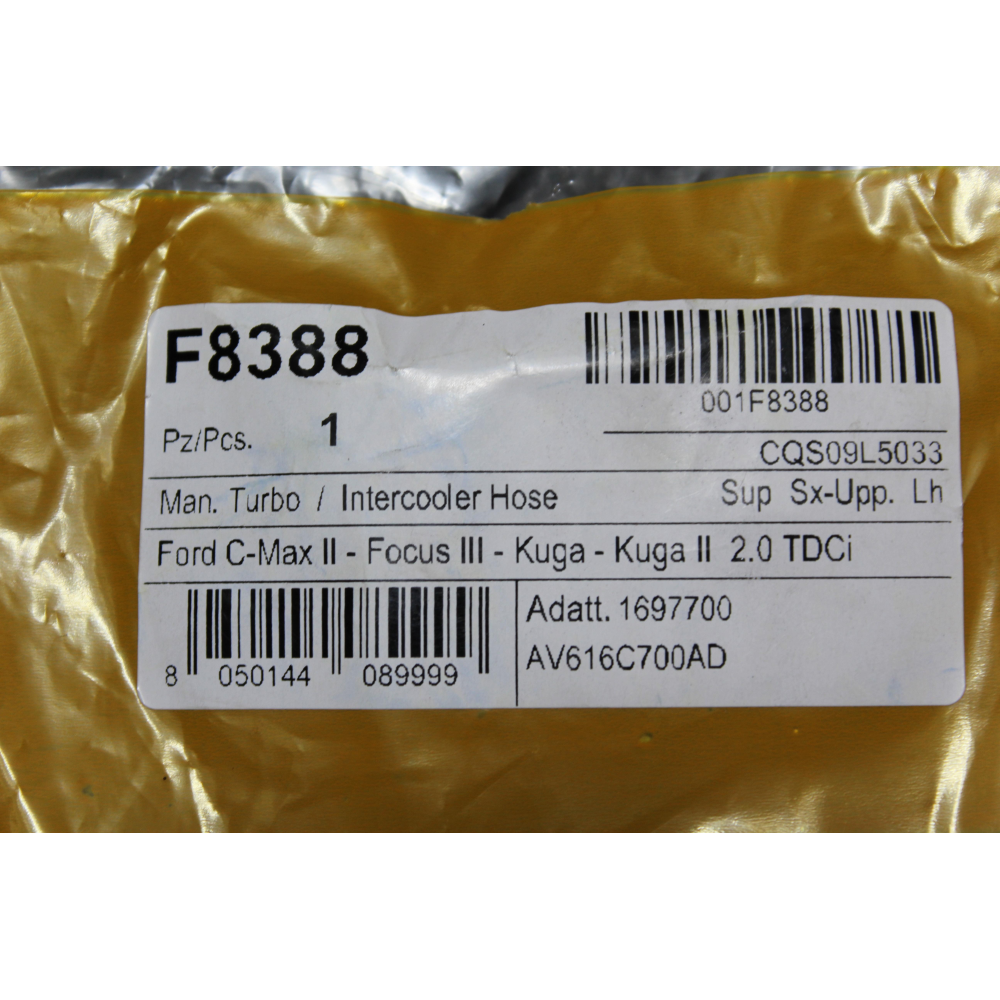 F8388
001F8388
Pz/Pcs. 1
CQS09L5033
Man. Turbo / Intercooler Hose Sup Sx-Upp. Lh
Ford C-Max II - Focus III - Kuga - Kuga II 2.0 TDCi
Adatt. 1697700
AV616C700AD
8 050144 089999